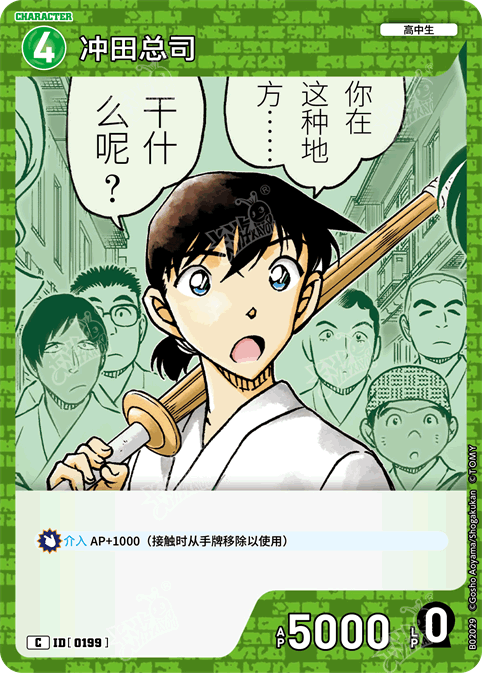 CHARACTER
4
冲田总司
高中生
你在
这种地
方……
干什
么呢？
介入 AP+1000（接触时从手牌移除以使用）
C
ID[ 0199 ]
AP 5000
LP 0
B02029 ©Gosho Aoyama/Shogakukan ©TOMY